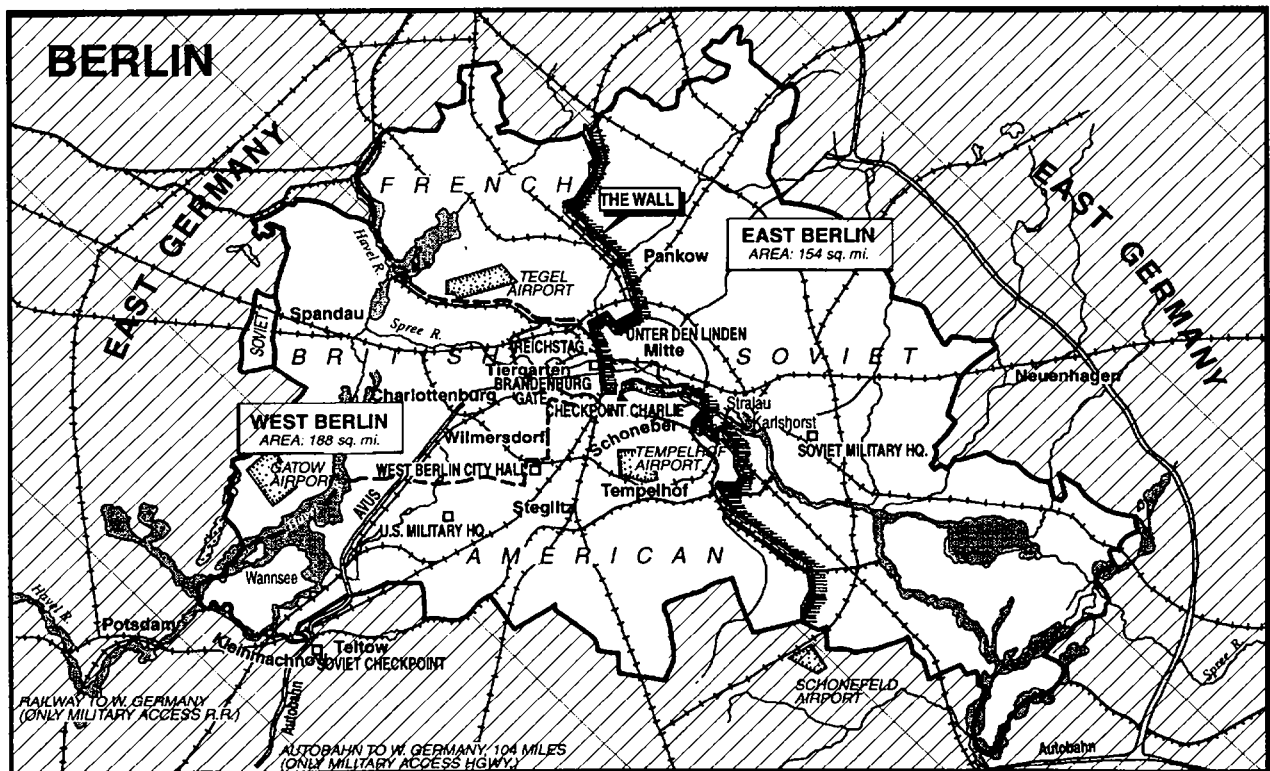 BERLIN
EAST GERMANY
EAST GERMANY
FRENCH
THE WALL
EAST BERLIN
AREA: 154 sq. mi.
Pankow
Havel R.
TEGEL
AIRPORT
Spandau
SOVIET
Spree R.
BRITISH
REICHSTAG
UNTER DEN LINDEN
Mitte
SOVIET
Tiergarten
BRANDENBURG
GATE
Neuenhagen
Charlottenburg
CHECKPOINT CHARLIE
Stralau
Karlshorst
WEST BERLIN
AREA: 188 sq. mi.
Wilmersdorf
Schoneber
SOVIET MILITARY HQ.
GATOW
AIRPORT
WEST BERLIN CITY HALL
TEMPELHOF
AIRPORT
Tempelhof
AVUS
Steglitz
U.S. MILITARY HQ.
AMERICAN
Wannsee
Havel R.
Potsdam
Kleinmachno
Teltow
SOVIET CHECKPOINT
Spree R.
SCHONEFELD
AIRPORT
RAILWAY TO W. GERMANY
(ONLY MILITARY ACCESS R.R.)
Autobahn
AUTOBAHN TO W. GERMANY, 104 MILES
(ONLY MILITARY ACCESS HGWY.)
Autobahn